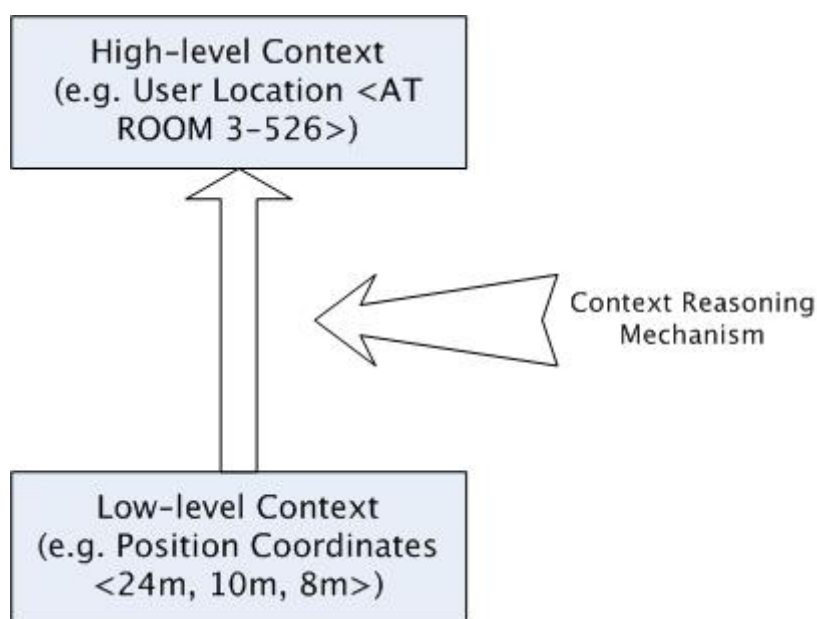 High-level Context
(e.g. User Location <AT
ROOM 3-526>)
Context Reasoning
Mechanism
Low-level Context
(e.g. Position Coordinates
<24m, 10m, 8m>)